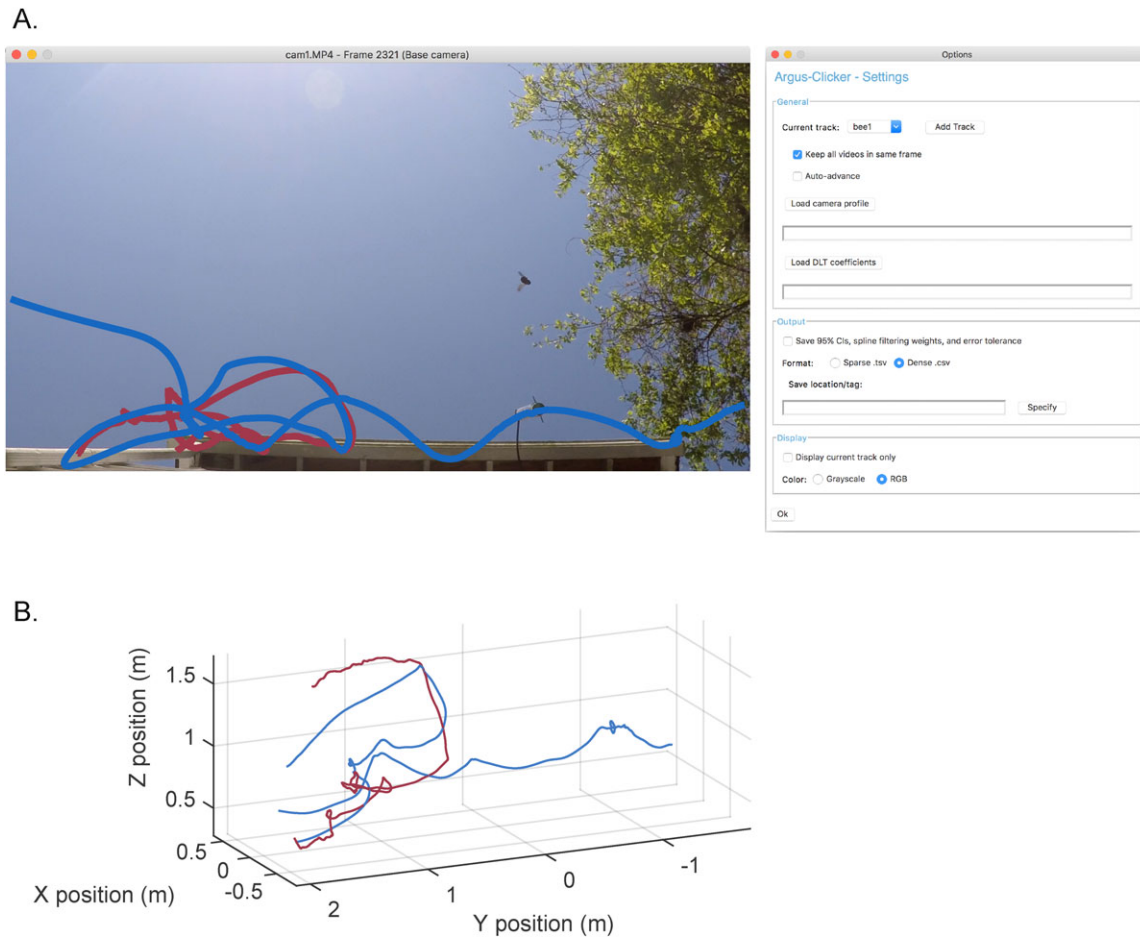 A.
cam1.MP4 - Frame 2321 (Base camera)
Options
Argus-Clicker - Settings
General
Current track: bee1 Add Track
Keep all videos in same frame
Auto-advance
Load camera profile
Load DLT coefficients
Output
Save 95% CIs, spline filtering weights, and error tolerance
Format: Sparse .tsv Dense .csv
Save location/tag:
Specify
Display
Display current track only
Color: Grayscale RGB
Ok
B.
Z position (m)
1.5
1
0.5
0.5
0
-0.5
X position (m)
2
1
0
-1
Y position (m)